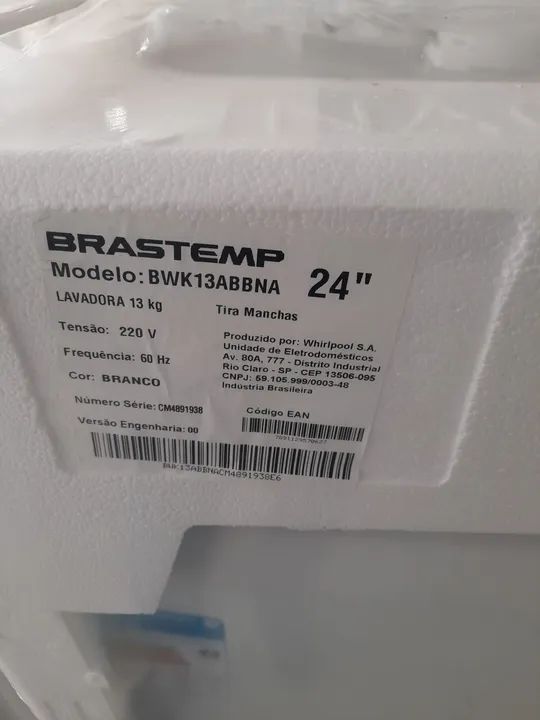 BRASTEMP
Modelo: BWK13ABBNA 24"
LAVADORA 13 kg
Tira Manchas
Tensão: 220 V
Frequência: 60 Hz
Cor: BRANCO
Produzido por: Whirlpool S.A.
Unidade de Eletrodomésticos
Av. 80A, 777 - Distrito Industrial
Rio Claro - SP - CEP 13506-095
CNPJ: 59.105.999/0003-48
Indústria Brasileira
Número Série: CM4891938
Versão Engenharia: 00
Código EAN
7891129570627
BWK13ABBNACM4891938E6